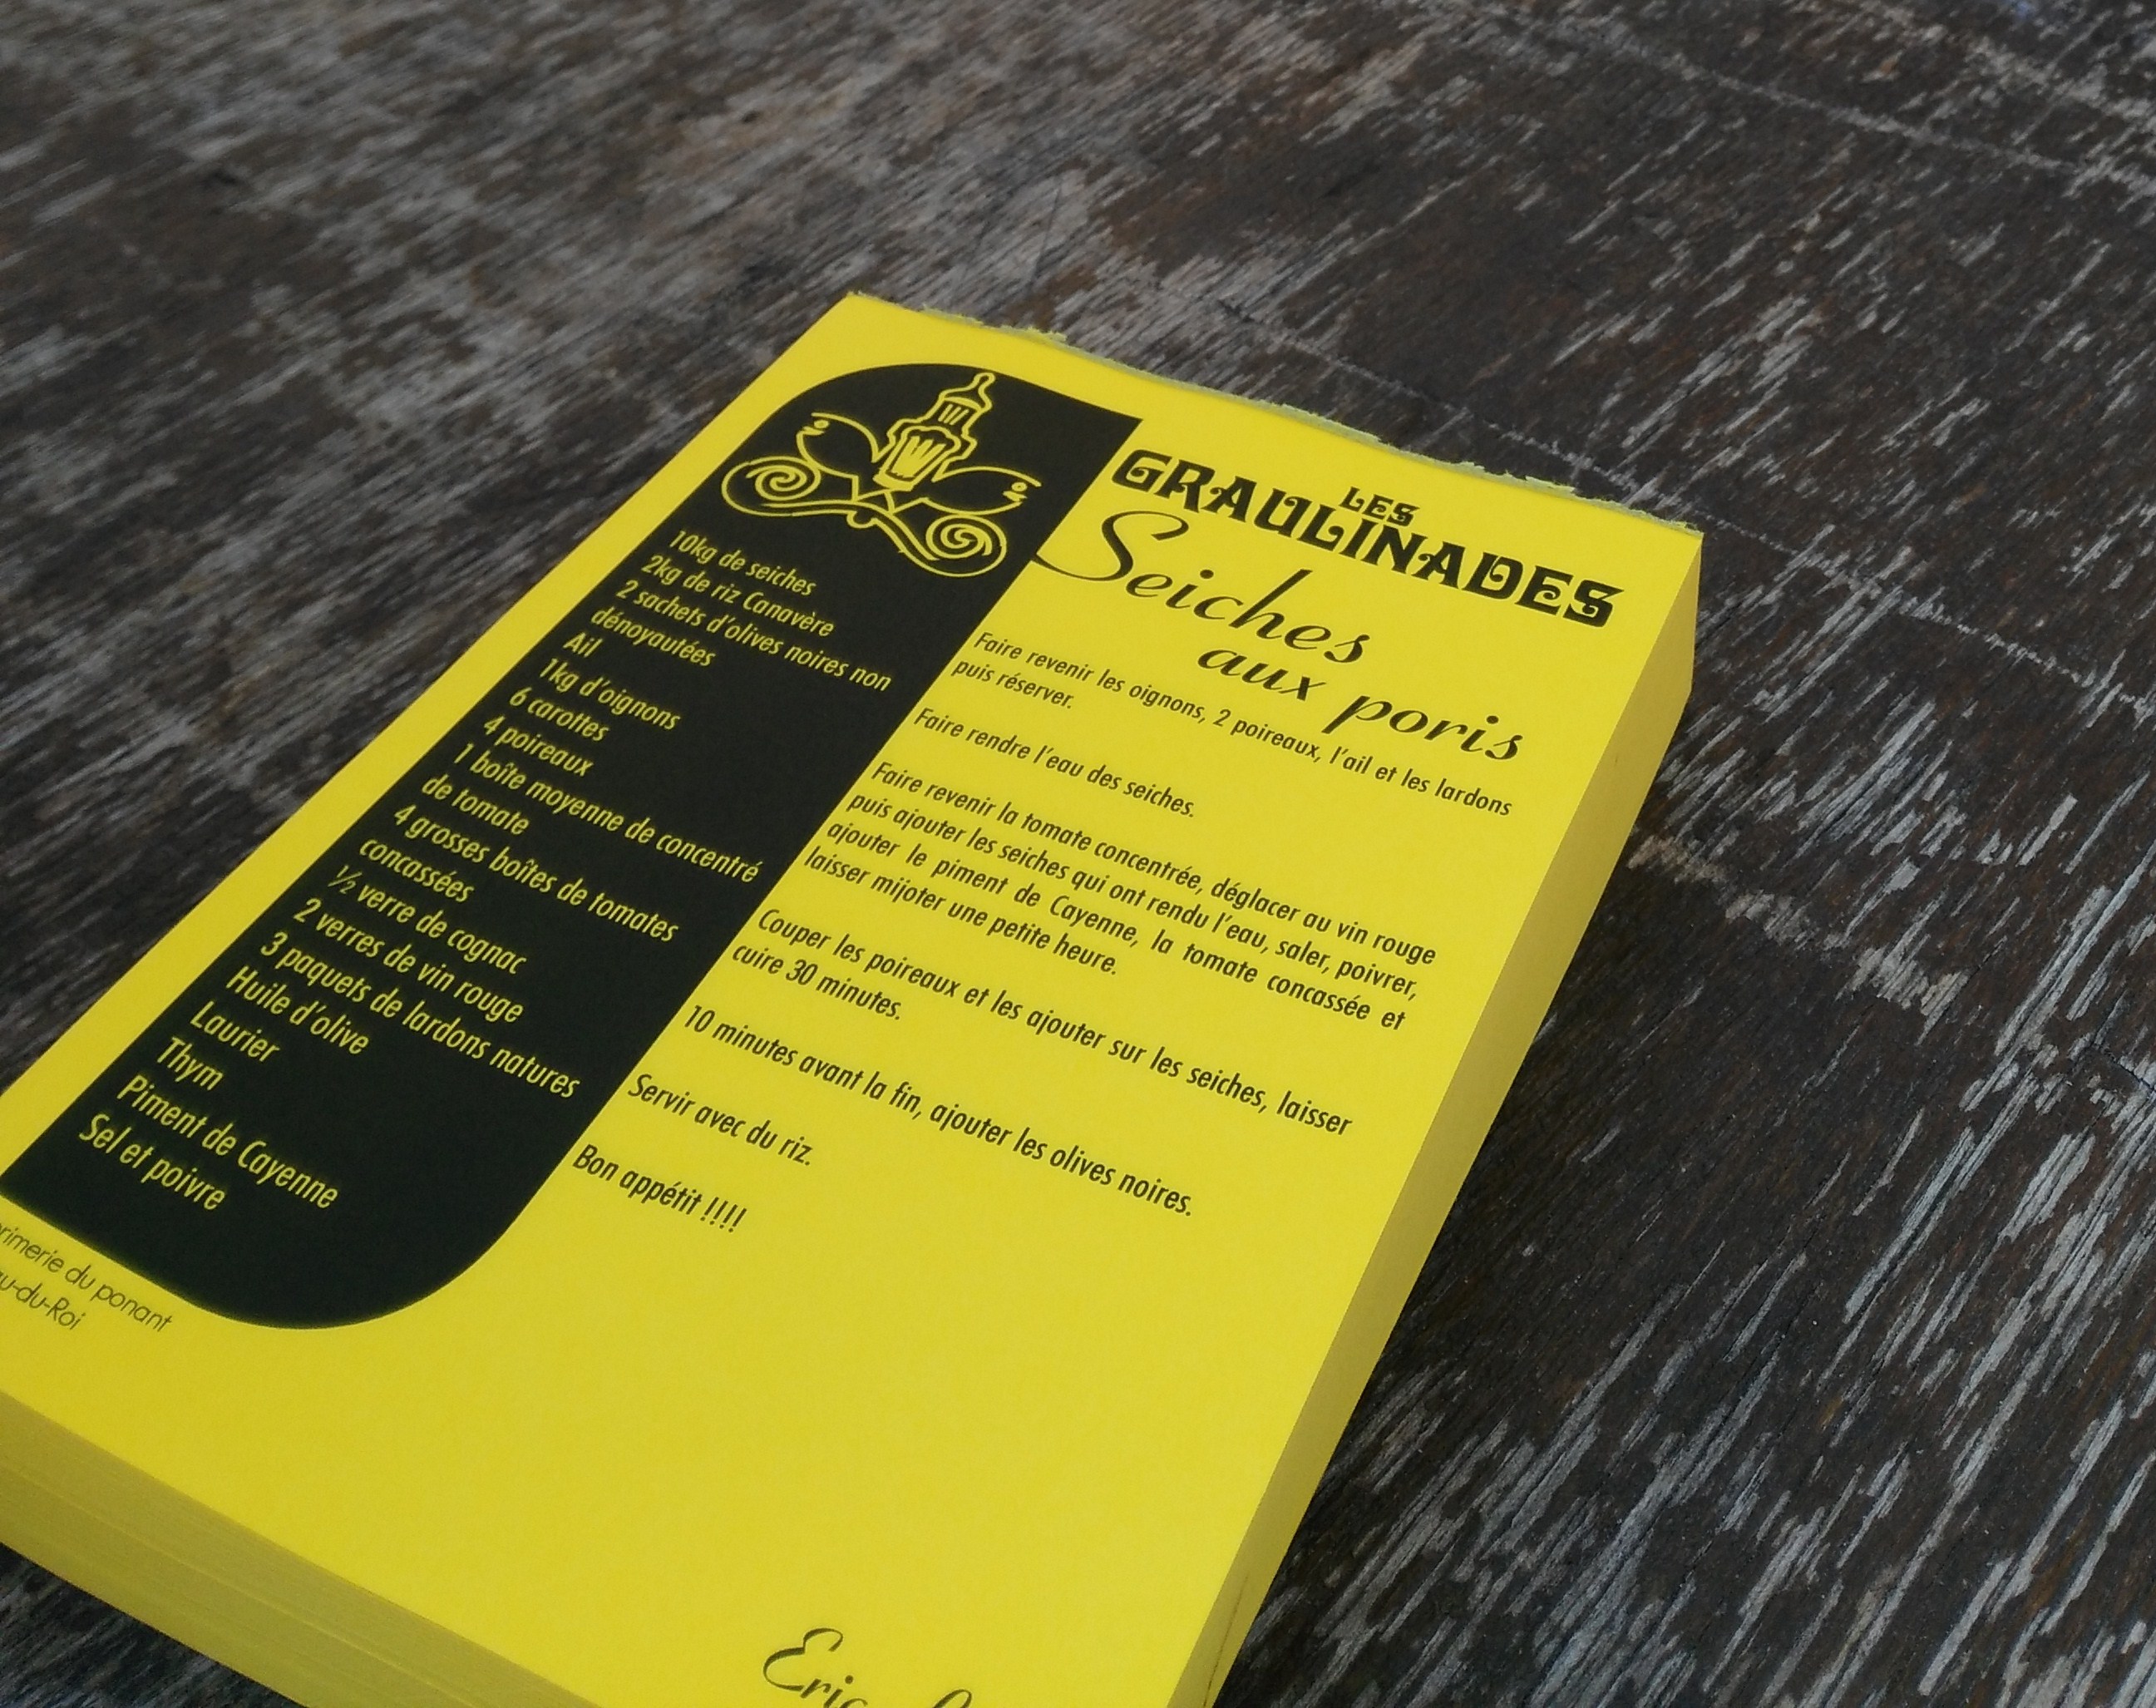 LES
GRAULINADES
Seiches
aux poris
10kg de seiches
2kg de riz Canavère
2 sachets d'olives noires non
dénoyautées
Ail
1kg d'oignons
6 carottes
4 poireaux
1 boîte moyenne de concentré
de tomate
4 grosses boîtes de tomates
concassées
½ verre de cognac
2 verres de vin rouge
3 paquets de lardons natures
Huile d'olive
Laurier
Thym
Piment de Cayenne
Sel et poivre
Faire revenir les oignons, 2 poireaux, l'ail et les lardons
puis réserver.
Faire rendre l'eau des seiches.
Faire revenir la tomate concentrée, déglacer au vin rouge
puis ajouter les seiches qui ont rendu l'eau, saler, poivrer,
ajouter le piment de Cayenne, la tomate concassée et
laisser mijoter une petite heure.
Couper les poireaux et les ajouter sur les seiches, laisser
cuire 30 minutes.
10 minutes avant la fin, ajouter les olives noires.
Servir avec du riz.
Bon appétit !!!!
du ponant
u-du-Roi